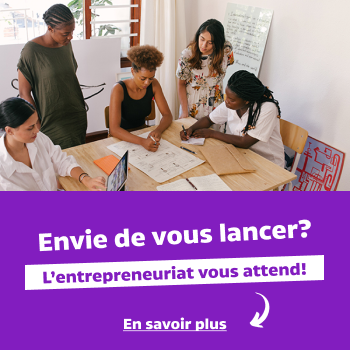 Envie de vous lancer?
L'entrepreneuriat vous attend!
En savoir plus